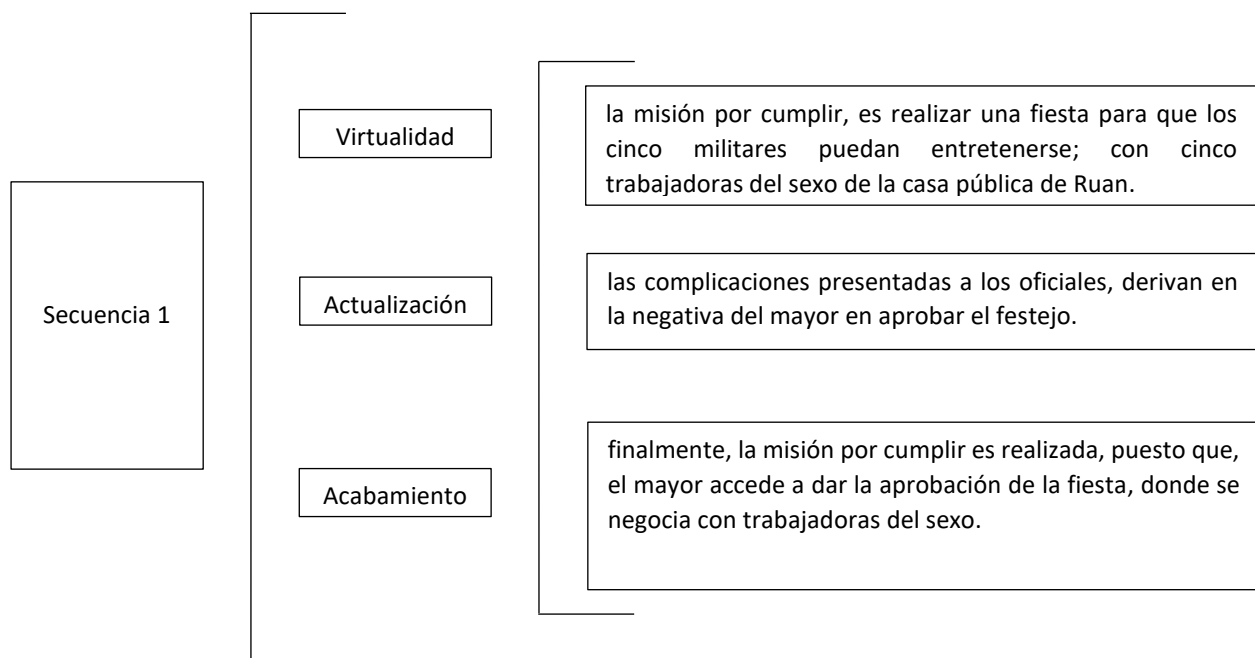 Secuencia 1
Virtualidad
la misión por cumplir, es realizar una fiesta para que los
cinco militares puedan entretenerse; con cinco
trabajadoras del sexo de la casa pública de Ruan.
Actualización
las complicaciones presentadas a los oficiales, derivan en
la negativa del mayor en aprobar el festejo.
Acabamiento
finalmente, la misión por cumplir es realizada, puesto que,
el mayor accede a dar la aprobación de la fiesta, donde se
negocia con trabajadoras del sexo.